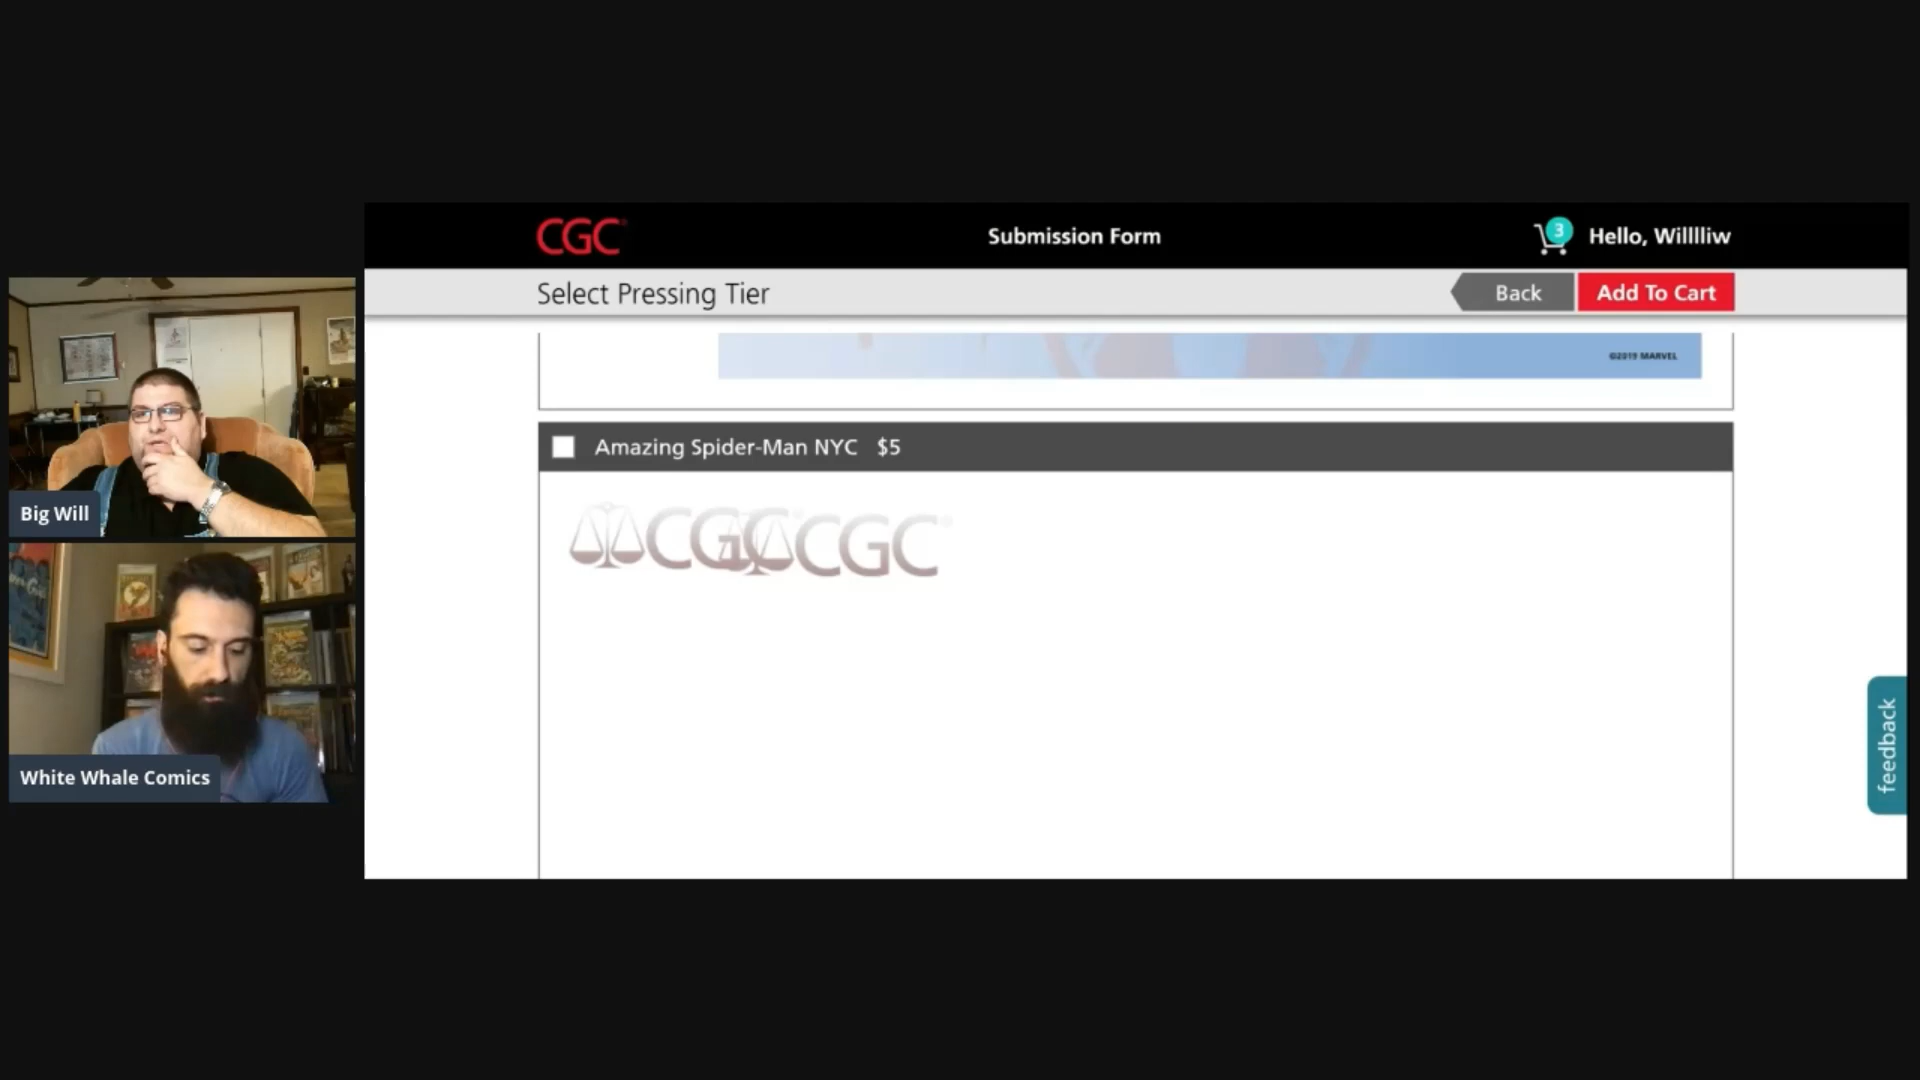 CGC
Submission Form
3
Hello, Willlliw
Select Pressing Tier
Back
Add To Cart
©2019 MARVEL
Amazing Spider-Man NYC $5
CGC CGC
feedback
Big Will
White Whale Comics